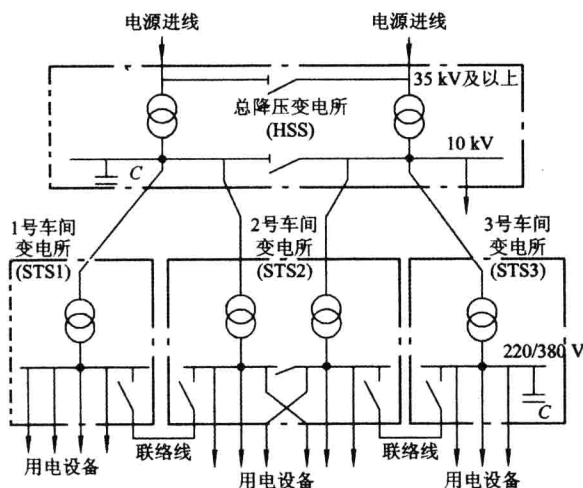 电源进线
电源进线
35 kV及以上
总降压变电所
(HSS)
10 kV
C
1号车间
变电所
(STS1)
2号车间
变电所
(STS2)
3号车间
变电所
(STS3)
220/380 V
C
联络线
联络线
用电设备
用电设备
用电设备